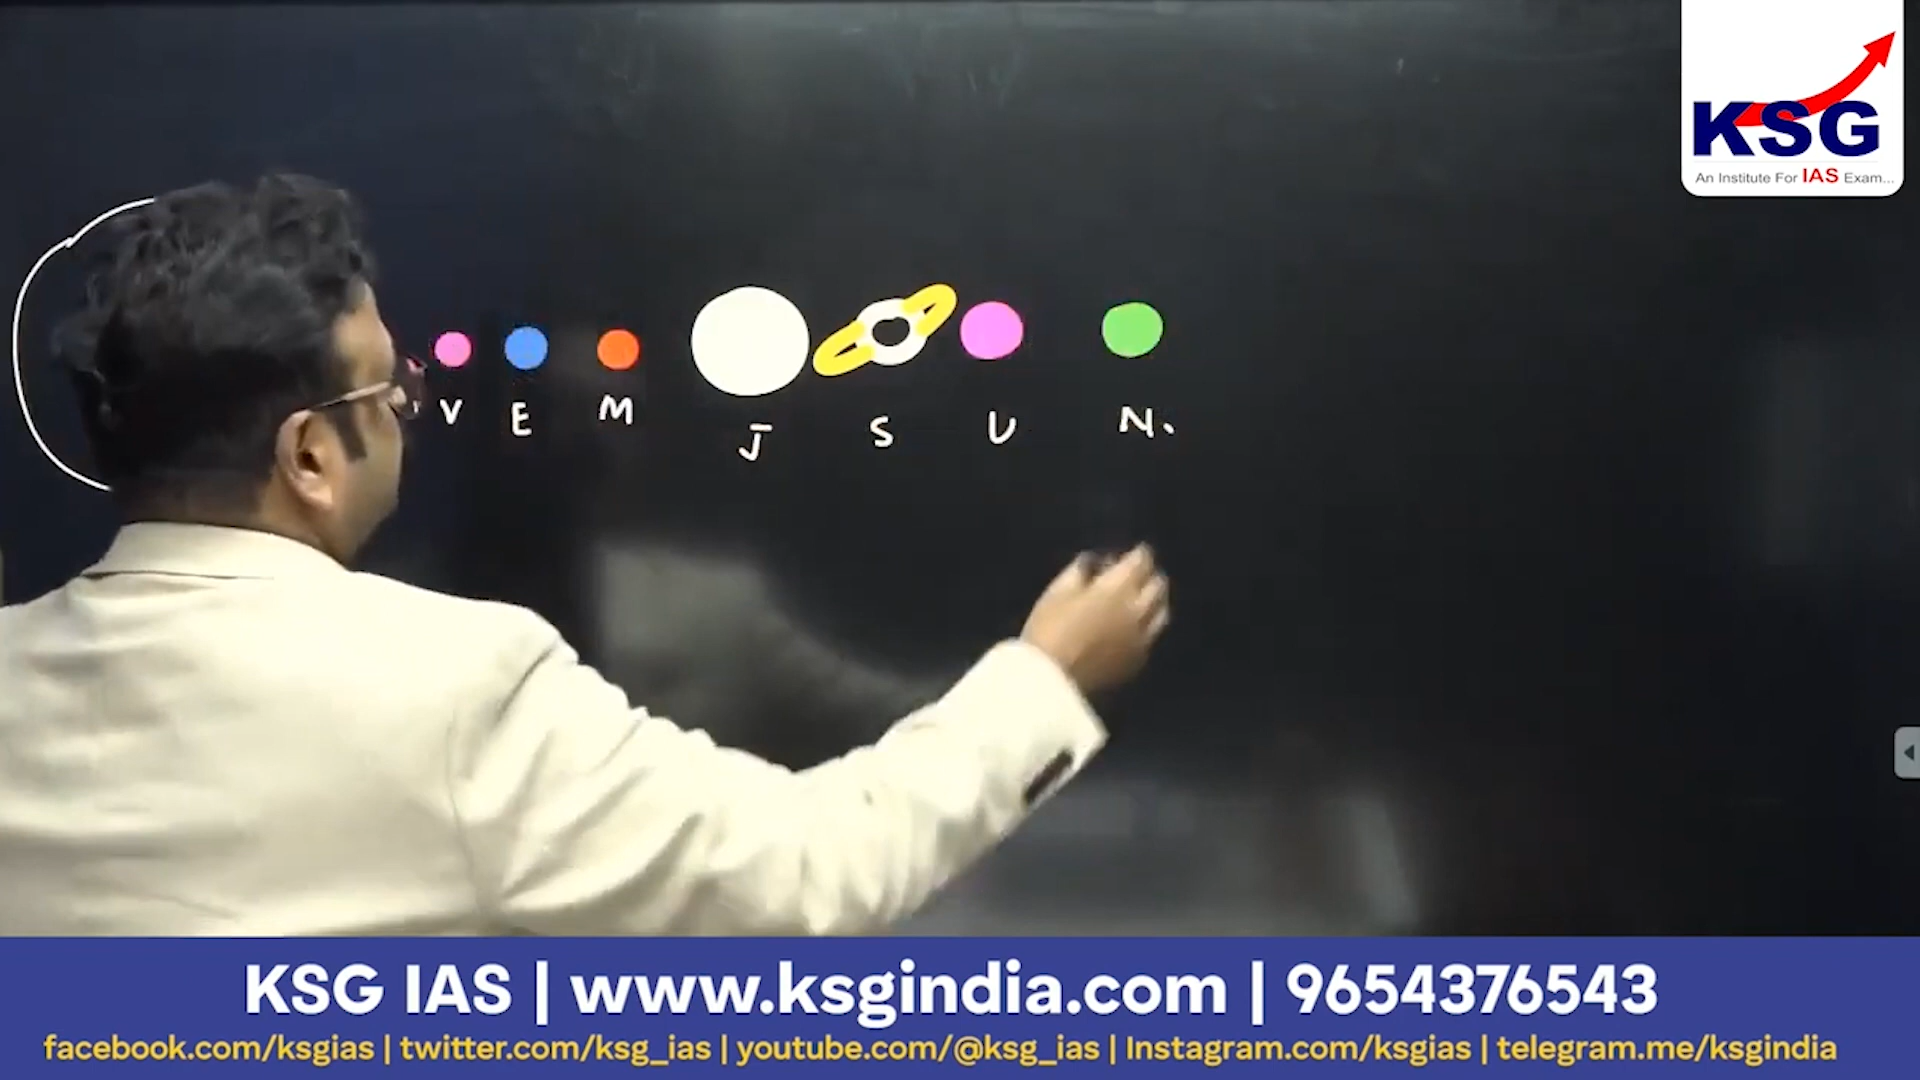 KSG
An Institute For IAS Exam...
V E M J S U N.
KSG IAS | www.ksgindia.com | 9654376543
facebook.com/ksgias | twitter.com/ksg_ias | youtube.com/@ksg_ias | Instagram.com/ksgias | telegram.me/ksgindia